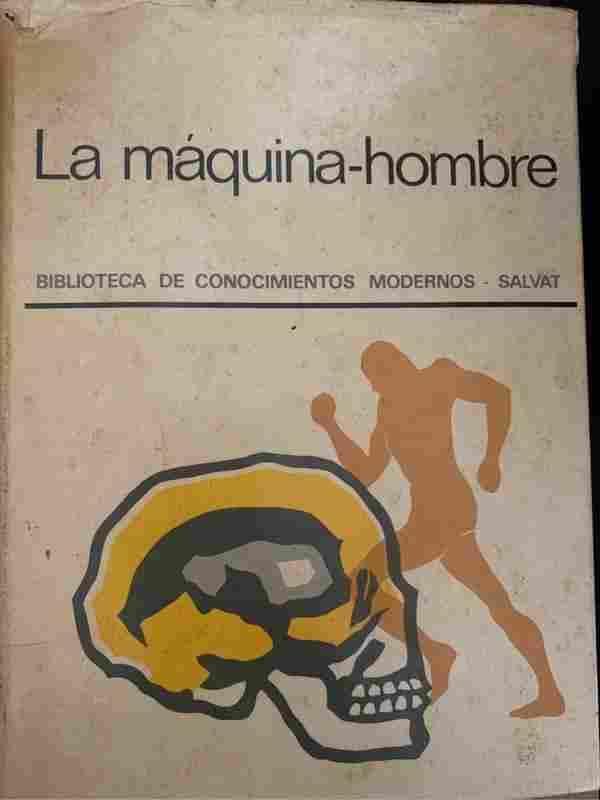 La máquina-hombre
BIBLIOTECA DE CONOCIMIENTOS MODERNOS - SALVAT